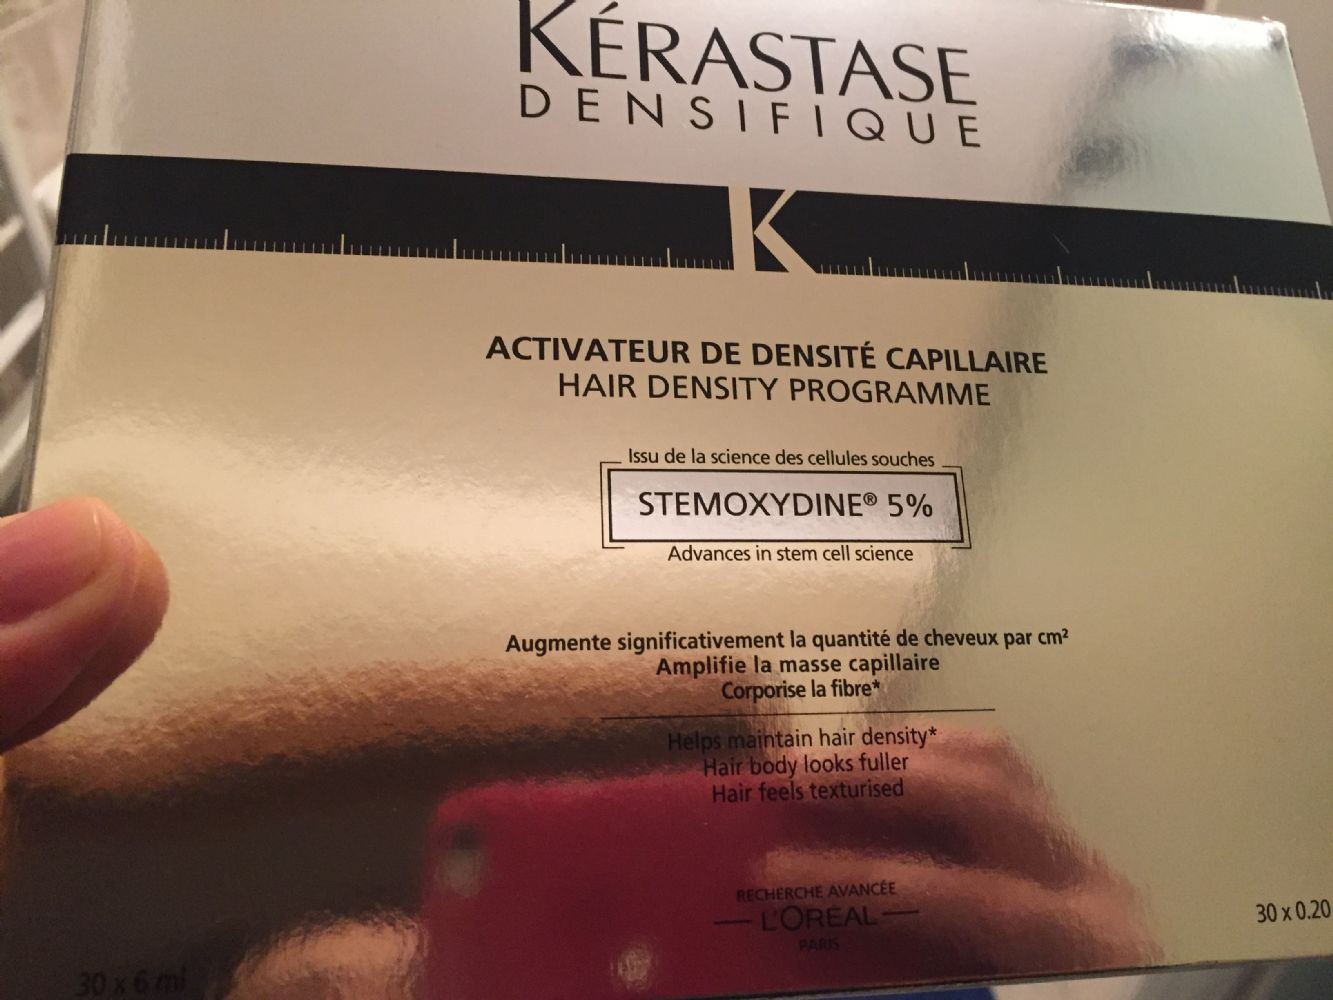 KÉRASTASE
DENSIFIQUE
K
ACTIVATEUR DE DENSITÉ CAPILLAIRE
HAIR DENSITY PROGRAMME
Issu de la science des cellules souches
STEMOXYDINE® 5%
Advances in stem cell science
Augmente significativement la quantité de cheveux par cm²
Amplifie la masse capillaire
Corporise la fibre*
Helps maintain hair density*
Hair body looks fuller
Hair feels texturised
RECHERCHE AVANCÉE
L'ORÉAL
PARIS
30 x 6 ml
30 x 0.20